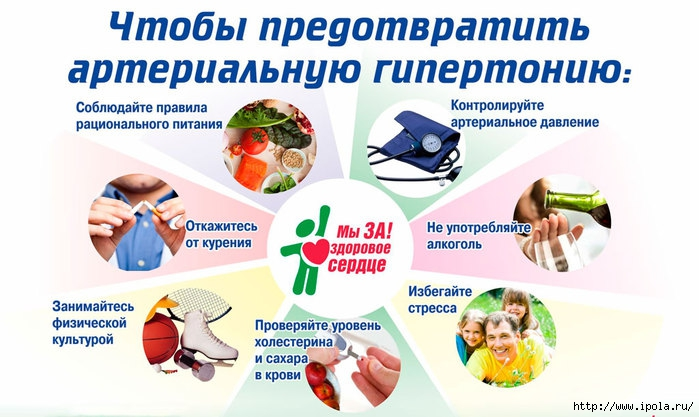 Чтобы предотвратить
артериальную гипертонию:
Соблюдайте правила
рационального питания
Контролируйте
артериальное давление
Откажитесь
от курения
Мы ЗА!
здоровое
сердце
Не употребляйте
алкоголь
Занимайтесь
физической
культурой
Проверяйте уровень
холестерина
и сахара
в крови
Избегайте
стресса
http://www.ipola.ru/